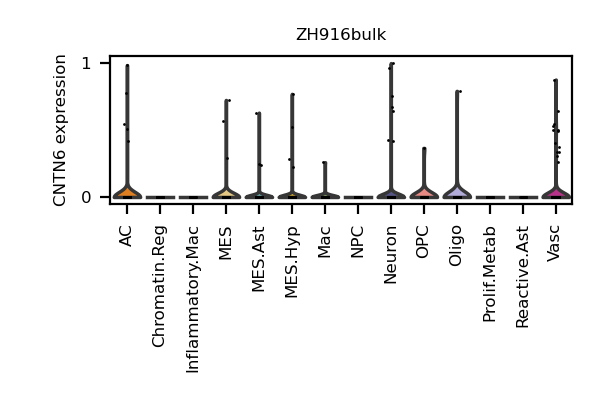 ZH916bulk
CNTN6 expression
1
0
AC
Chromatin.Reg
Inflammatory.Mac
MES
MES.Ast
MES.Hyp
Mac
NPC
Neuron
OPC
Oligo
Prolif.Metab
Reactive.Ast
Vasc